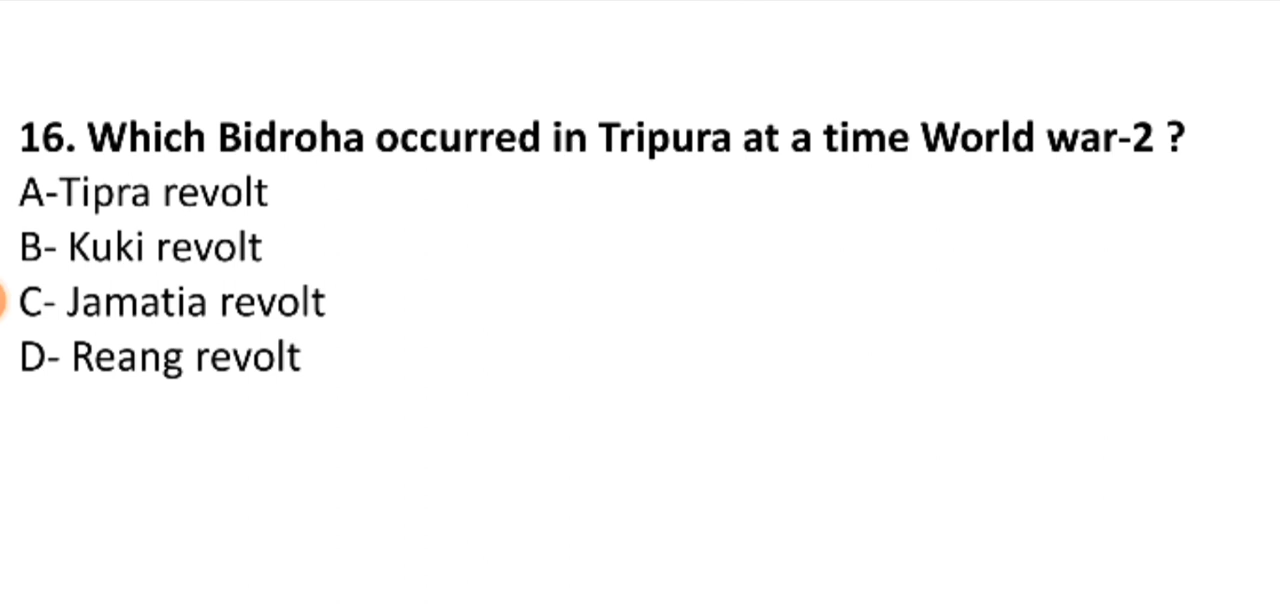 16. Which Bidroha occurred in Tripura at a time World war-2 ?
A-Tipra revolt
B- Kuki revolt
C- Jamatia revolt
D- Reang revolt